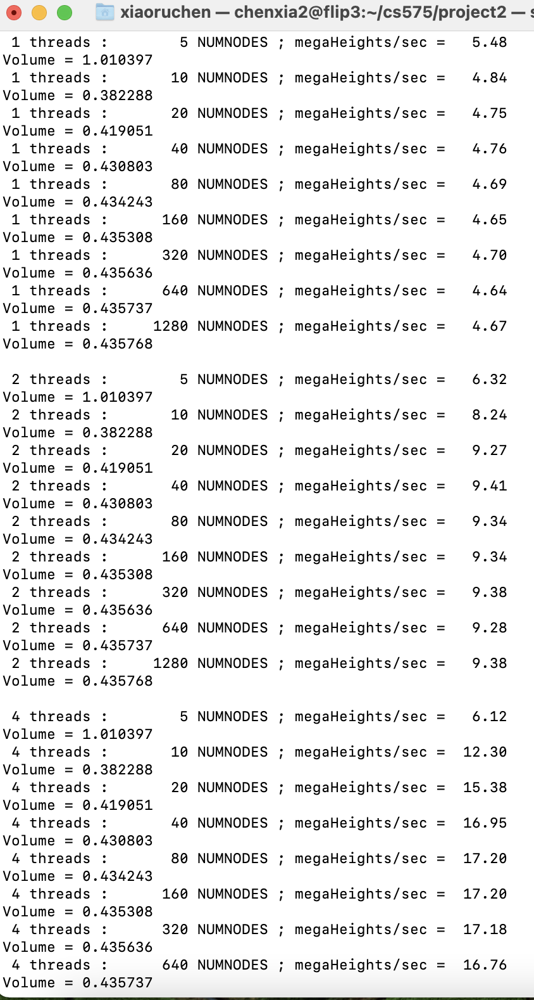 xiaoruchen — chenxia2@flip3:~/cs575/project2 —
1 threads : 5 NUMNODES ; megaHeights/sec = 5.48
Volume = 1.010397
1 threads : 10 NUMNODES ; megaHeights/sec = 4.84
Volume = 0.382288
1 threads : 20 NUMNODES ; megaHeights/sec = 4.75
Volume = 0.419051
1 threads : 40 NUMNODES ; megaHeights/sec = 4.76
Volume = 0.430803
1 threads : 80 NUMNODES ; megaHeights/sec = 4.69
Volume = 0.434243
1 threads : 160 NUMNODES ; megaHeights/sec = 4.65
Volume = 0.435308
1 threads : 320 NUMNODES ; megaHeights/sec = 4.70
Volume = 0.435636
1 threads : 640 NUMNODES ; megaHeights/sec = 4.64
Volume = 0.435737
1 threads : 1280 NUMNODES ; megaHeights/sec = 4.67
Volume = 0.435768
2 threads : 5 NUMNODES ; megaHeights/sec = 6.32
Volume = 1.010397
2 threads : 10 NUMNODES ; megaHeights/sec = 8.24
Volume = 0.382288
2 threads : 20 NUMNODES ; megaHeights/sec = 9.27
Volume = 0.419051
2 threads : 40 NUMNODES ; megaHeights/sec = 9.41
Volume = 0.430803
2 threads : 80 NUMNODES ; megaHeights/sec = 9.34
Volume = 0.434243
2 threads : 160 NUMNODES ; megaHeights/sec = 9.34
Volume = 0.435308
2 threads : 320 NUMNODES ; megaHeights/sec = 9.38
Volume = 0.435636
2 threads : 640 NUMNODES ; megaHeights/sec = 9.28
Volume = 0.435737
2 threads : 1280 NUMNODES ; megaHeights/sec = 9.38
Volume = 0.435768
4 threads : 5 NUMNODES ; megaHeights/sec = 6.12
Volume = 1.010397
4 threads : 10 NUMNODES ; megaHeights/sec = 12.30
Volume = 0.382288
4 threads : 20 NUMNODES ; megaHeights/sec = 15.38
Volume = 0.419051
4 threads : 40 NUMNODES ; megaHeights/sec = 16.95
Volume = 0.430803
4 threads : 80 NUMNODES ; megaHeights/sec = 17.20
Volume = 0.434243
4 threads : 160 NUMNODES ; megaHeights/sec = 17.20
Volume = 0.435308
4 threads : 320 NUMNODES ; megaHeights/sec = 17.18
Volume = 0.435636
4 threads : 640 NUMNODES ; megaHeights/sec = 16.76
Volume = 0.435737